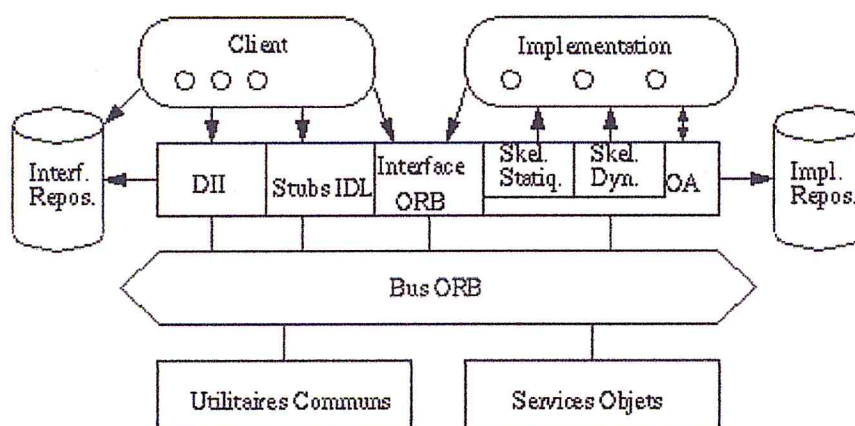 Client
Implementation
Interf.
Repos.
DII
Stubs IDL
Interface
ORB
Skel.
Statiq.
Skel.
Dyn.
OA
Impl.
Repos.
Bus ORB
Utilitaires Communs
Services Objets